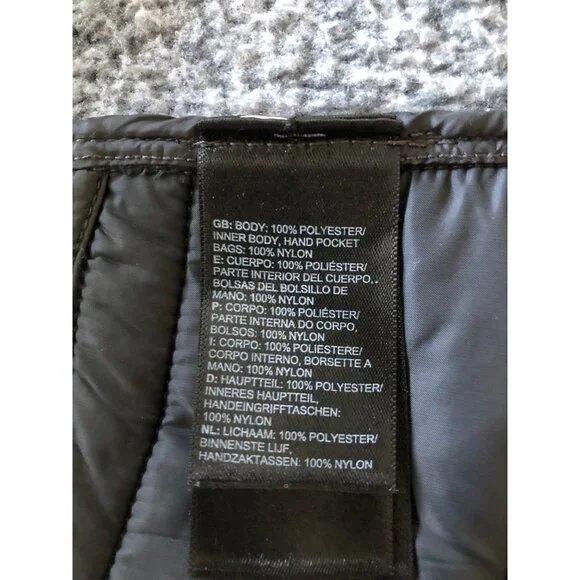 GB: BODY: 100% POLYESTER/
INNER BODY, HAND POCKET
BAGS: 100% NYLON
E: CUERPO: 100% POLIÉSTER/
PARTE INTERIOR DEL CUERPO,.
BOLSAS DEL BOLSILLO DE
MANO: 100% NYLON
P: CORPO: 100% POLIÉSTER/
PARTE INTERNA DO CORPO,
BOLSOS: 100% NYLON
I: CORPO: 100% POLIESTERE/
CORPO INTERNO, BORSETTE A
MANO: 100% NYLON
D: HAUPTTEIL: 100% POLYESTER/
INNERES HAUPTTEIL,
HANDEINGRIFFTASCHEN:
100% NYLON
NL: LICHAAM: 100% POLYESTER/
BINNENSTE LIJF,
HANDZAKTASSEN: 100% NYLON